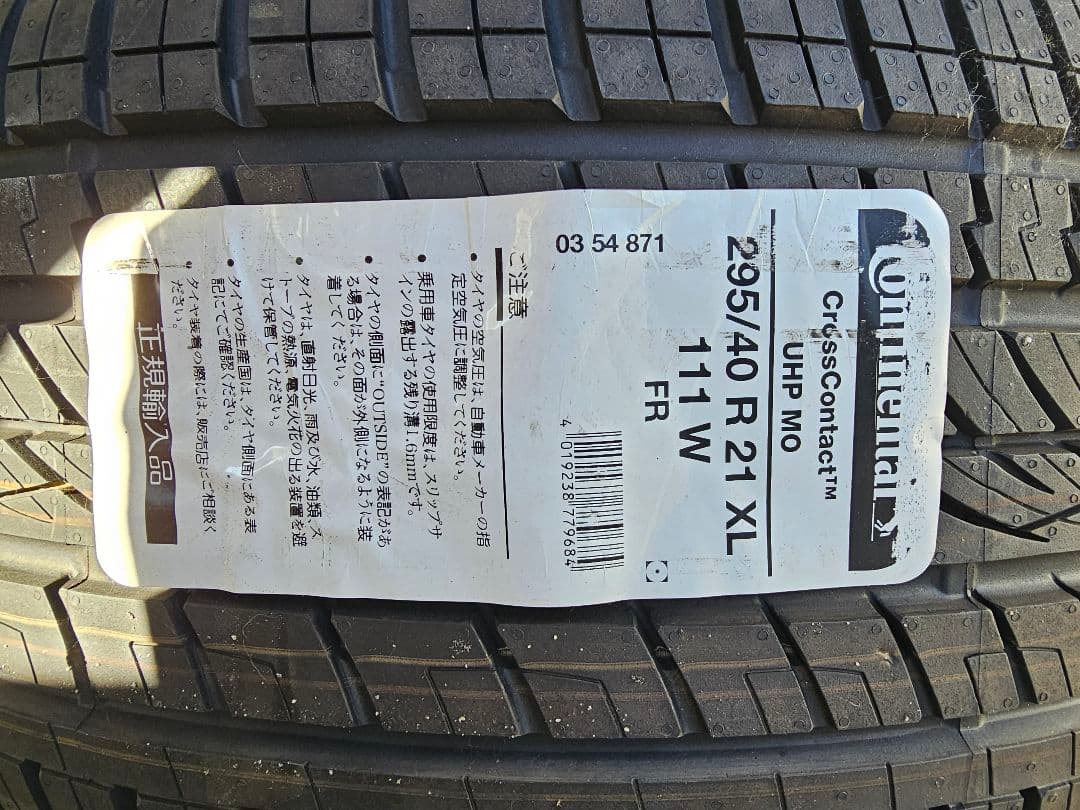 Continental
CrossContact™
UHP MO
295/40 R 21 XL
111 W
FR
03 54 871
4 019238 779684
ご注意
• タイヤの空気圧は、自動車メーカーの指
定空気圧に調整してください。
• 乗用車タイヤの使用限度は、スリップサ
インの露出する残り溝1.6mmです。
• タイヤの側面に“OUTSIDE”の表記があ
る場合は、その面が外側になるように装
着してください。
• タイヤは、直射日光、雨及び水、油類、ス
トーブの熱源、電気火花の出る装置を避
けて保管してください。
• タイヤの生産国は、タイヤ側面にある表
記にてご確認ください。
• タイヤ装着の際には、販売店にご相談く
ださい。
正規輸入品